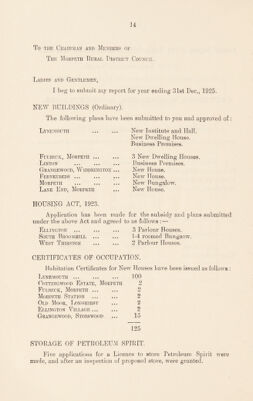 14
To the Chairman and Members of
The Morpeth Rural District Council.
Ladies and Gentlemen,
I beg to submit my report for year ending 31st Dec., 1925.
NEW BUILDINGS (Ordinary).
The following plans have been submitted to you and approved of:
Lynemouth ... ... New Institute and Hall.
New Dwelling House.
Business Premises.
Fulbeck, Morpeth ... ... 3 New Dwelling Houses.
Linton ... ... ... Business Premises.
Grangewood, Widdrington ... New House.
Ferneybeds ... ... ... New House.
Morpeth ... ... ... New Bungalow.
Lane End, Morpeth ... New House.
HOUSING ACT, 1923.
Application has been made for the subsidy and plans submitted
under the above Act and agreed to as follows:—
Ellington ... ... ... 3 Parlour Houses.
South Broomhill ... ... 1-4 roomed Bungalow.
West Thirston ... ... 2 Parlour Houses.
CERTIFICATES OF OCCUPATION.
Habitation Certificates for New Houses have been issued as follows:
Lynemouth ... ... ... 100
Cottingwood Estate, Morpeth 2
Fulbeck, Morpeth ... ... 2
Morpeth Station ... ... 2
Old Moor, Longhirst ... 2
Ellington Village ... ... 2
Grangewood, Stobswood ... 15
125
STORAGE OF PETROLEUM SPIRIT.
Five applications for a License to store Petroleum Spirit were
made, and after an inspection of proposed store, were granted.